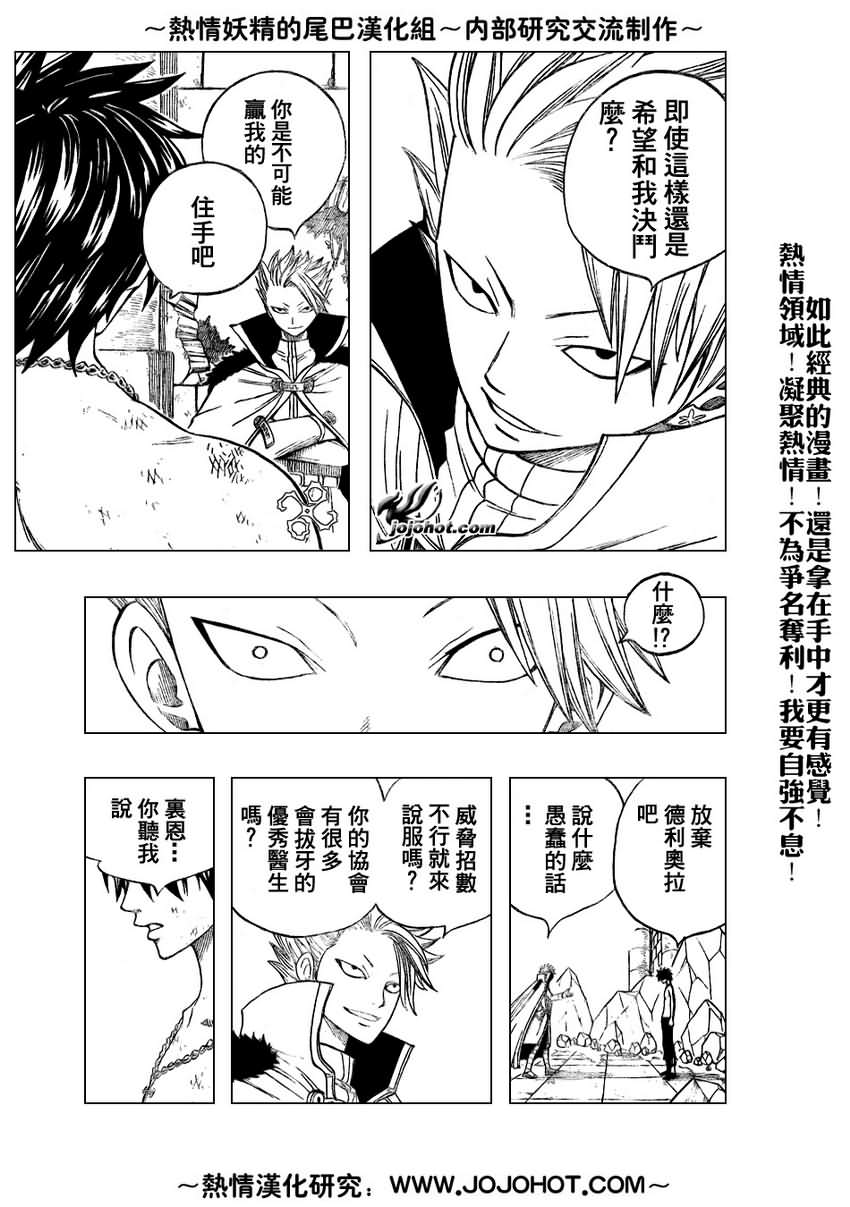 ～熱情妖精的尾巴漢化組～内部研究交流制作～
即使這樣還是
希望和我決鬥
麼？
你是不可能
贏我的
住手吧
jojohot.com
什麼!?
放棄
德利奧拉
吧
說什麼
愚蠢的話
…
威脅招數
不行就來
說服嗎？
你的協會
有很多
會拔牙的
優秀醫生
嗎？
裏恩…
你聽我
說
如此經典的漫畫！還是拿在手中才更有感覺！
熱情領域！凝聚熱情！不為爭名奪利！我要自強不息！
～熱情漢化研究：WWW.JOJOHOT.COM～